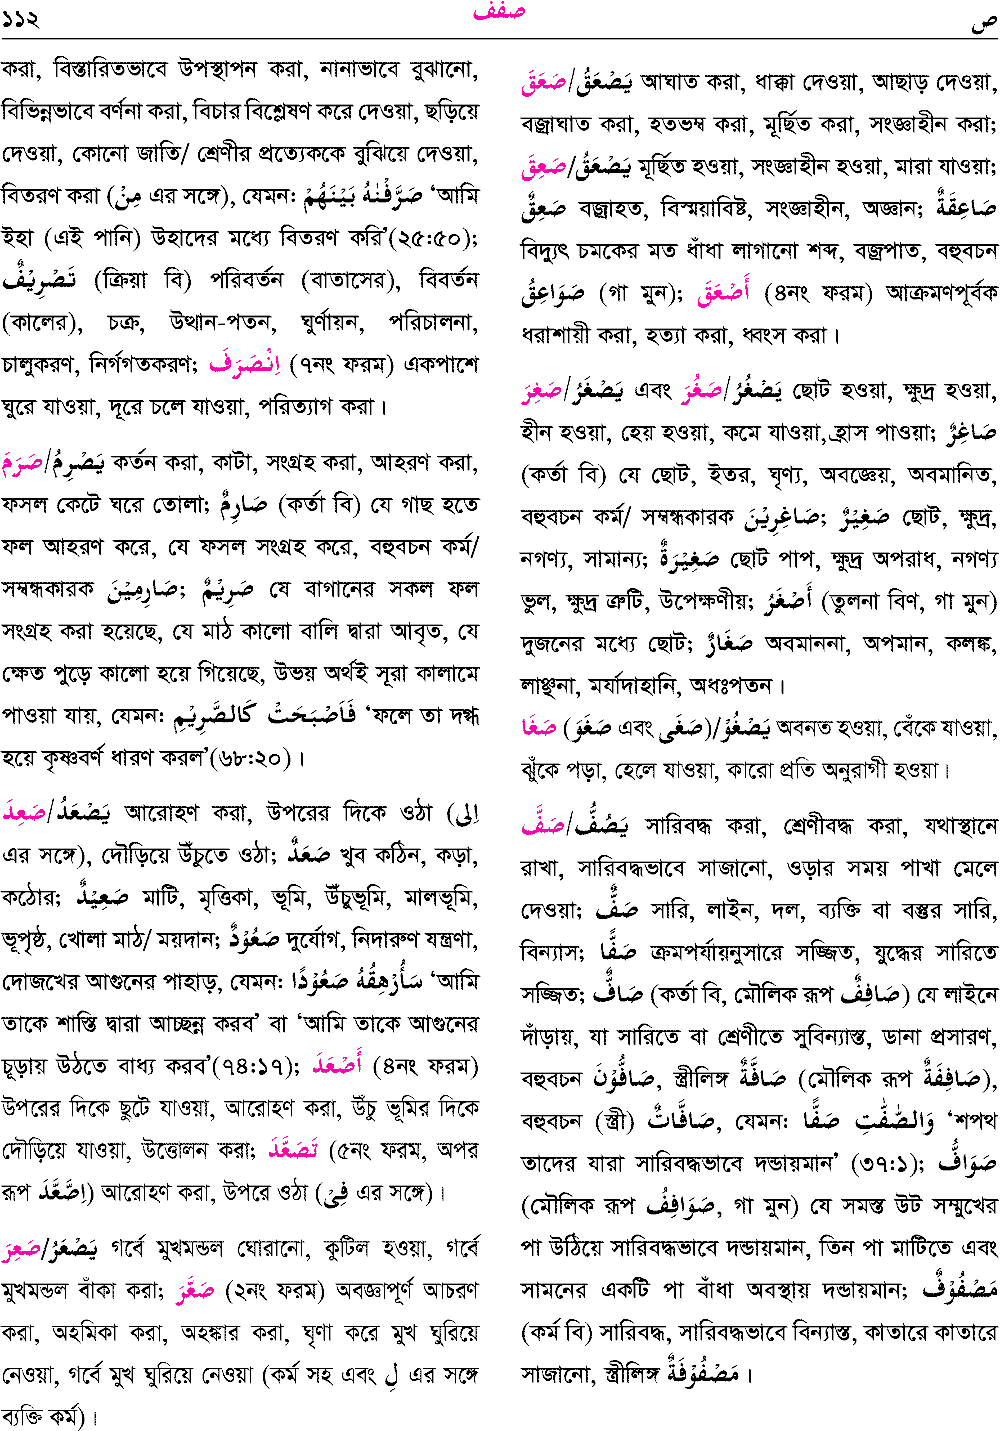 ১১২
صفف
ص
করা, বিস্তারিতভাবে উপস্থাপন করা, নানাভাবে বুঝানো,
বিভিন্নভাবে বর্ণনা করা, বিচার বিশ্লেষণ করে দেওয়া, ছড়িয়ে
দেওয়া, কোনো জাতি/ শ্রেণীর প্রত্যেককে বুঝিয়ে দেওয়া,
বিতরণ করা (مِنْ এর সঙ্গে), যেমন: صَرَّفْنٰهُ بَيْنَهُمْ ‘আমি
ইহা (এই পানি) উহাদের মধ্যে বিতরণ করি’(২৫:৫০);
تَصْرِيْفٌ (ক্রিয়া বি) পরিবর্তন (বাতাসের), বিবর্তন
(কালের), চক্র, উত্থান-পতন, ঘুর্ণায়ন, পরিচালনা,
চালুকরণ, নির্গগতকরণ; اِنْصَرَفَ (৭নং ফরম) একপাশে
ঘুরে যাওয়া, দূরে চলে যাওয়া, পরিত্যাগ করা।
صَرَمَ/يَصْرِمُ কর্তন করা, কাটা, সংগ্রহ করা, আহরণ করা,
ফসল কেটে ঘরে তোলা; صَارِمٌ (কর্তা বি) যে গাছ হতে
ফল আহরণ করে, যে ফসল সংগ্রহ করে, বহুবচন কর্ম/
সম্বন্ধকারক صَارِمِيْنَ; صَرِيْمٌ যে বাগানের সকল ফল
সংগ্রহ করা হয়েছে, যে মাঠ কালো বালি দ্বারা আবৃত, যে
ক্ষেত পুড়ে কালো হয়ে গিয়েছে, উভয় অর্থই সূরা কালামে
পাওয়া যায়, যেমন: فَاَصْبَحَتْ كَالصَّرِيْمِ ‘ফলে তা দগ্ধ
হয়ে কৃষ্ণবর্ণ ধারণ করল’(৬৮:২০)।
صَعِدَ/يَصْعَدُ আরোহণ করা, উপরের দিকে ওঠা (اِلٰى
এর সঙ্গে), দৌড়িয়ে উঁচুতে ওঠা; صَعَدٌ খুব কঠিন, কড়া,
কঠোর; صَعِيْدٌ মাটি, মৃত্তিকা, ভূমি, উঁচুভূমি, মালভূমি,
ভূপৃষ্ঠ, খোলা মাঠ/ ময়দান; صَعُوْدٌ দুর্যোগ, নিদারুণ যন্ত্রণা,
দোজখের আগুনের পাহাড়, যেমন: سَأُرْهِقُهٗ صَعُوْدًا ‘আমি
তাকে শাস্তি দ্বারা আচ্ছন্ন করব’ বা ‘আমি তাকে আগুনের
চূড়ায় উঠতে বাধ্য করব’(৭৪:১৭); أَصْعَدَ (৪নং ফরম)
উপরের দিকে ছুটে যাওয়া, আরোহণ করা, উঁচু ভূমির দিকে
দৌড়িয়ে যাওয়া, উত্তোলন করা; تَصَعَّدَ (৫নং ফরম, অপর
রূপ اِصَّعَّدَ) আরোহণ করা, উপরে ওঠা (فِيْ এর সঙ্গে)।
صَعِرَ/يَصْعَرُ গর্বে মুখমন্ডল ঘোরানো, কুটিল হওয়া, গর্বে
মুখমন্ডল বাঁকা করা; صَعَّرَ (২নং ফরম) অবজ্ঞাপূর্ণ আচরণ
করা, অহমিকা করা, অহঙ্কার করা, ঘৃণা করে মুখ ঘুরিয়ে
নেওয়া, গর্বে মুখ ঘুরিয়ে নেওয়া (কর্ম সহ এবং لِ এর সঙ্গে
ব্যক্তি কর্ম)।
صَعَقَ/يَصْعَقُ আঘাত করা, ধাক্কা দেওয়া, আছাড় দেওয়া,
বজ্রাঘাত করা, হতভম্ব করা, মূর্ছিত করা, সংজ্ঞাহীন করা;
صَعِقَ/يَصْعَقُ মূর্ছিত হওয়া, সংজ্ঞাহীন হওয়া, মারা যাওয়া;
صَعِقٌ বজ্রাহত, বিস্ময়াবিষ্ট, সংজ্ঞাহীন, অজ্ঞান; صَاعِقَةٌ
বিদ্যুৎ চমকের মত ধাঁধা লাগানো শব্দ, বজ্রপাত, বহুবচন
صَوَاعِقُ (গা মুন); أَصْعَقَ (৪নং ফরম) আক্রমণপূর্বক
ধরাশায়ী করা, হত্যা করা, ধ্বংস করা।
صَغِرَ/يَصْغَرُ এবং صَغُرَ/يَصْغُرُ ছোট হওয়া, ক্ষুদ্র হওয়া,
হীন হওয়া, হেয় হওয়া, কমে যাওয়া,হ্রাস পাওয়া; صَاغِرٌ
(কর্তা বি) যে ছোট, ইতর, ঘৃণ্য, অবজ্ঞেয়, অবমানিত,
বহুবচন কর্ম/ সম্বন্ধকারক صَاغِرِيْنَ; صَغِيْرٌ ছোট, ক্ষুদ্র,
নগণ্য, সামান্য; صَغِيْرَةٌ ছোট পাপ, ক্ষুদ্র অপরাধ, নগণ্য
ভুল, ক্ষুদ্র ত্রুটি, উপেক্ষণীয়; أَصْغَرُ (তুলনা বিণ, গা মুন)
দুজনের মধ্যে ছোট; صَغَارٌ অবমাননা, অপমান, কলঙ্ক,
লাঞ্ছনা, মর্যাদাহানি, অধঃপতন।
صَغَا (صَغَوَ এবং صَغَى)/يَصْغُوْ অবনত হওয়া, বেঁকে যাওয়া,
ঝুঁকে পড়া, হেলে যাওয়া, কারো প্রতি অনুরাগী হওয়া।
صَفَّ/يَصُفُّ সারিবদ্ধ করা, শ্রেণীবদ্ধ করা, যথাস্থানে
রাখা, সারিবদ্ধভাবে সাজানো, ওড়ার সময় পাখা মেলে
দেওয়া; صَفٌّ সারি, লাইন, দল, ব্যক্তি বা বস্তুর সারি,
বিন্যাস; صَفًّا ক্রমপর্যায়নুসারে সজ্জিত, যুদ্ধের সারিতে
সজ্জিত; صَافٌّ (কর্তা বি, মৌলিক রূপ صَافِفٌ) যে লাইনে
দাঁড়ায়, যা সারিতে বা শ্রেণীতে সুবিন্যাস্ত, ডানা প্রসারণ,
বহুবচন صَافُّوْنَ, স্ত্রীলিঙ্গ صَافَّةٌ (মৌলিক রূপ صَافِفَةٌ),
বহুবচন (স্ত্রী) صَافَّاتٌ, যেমন: وَالصّٰٓفّٰتِ صَفًّا ‘শপথ
তাদের যারা সারিবদ্ধভাবে দন্ডায়মান’ (৩৭:১); صَوَافُّ
(মৌলিক রূপ صَوَافِفُ, গা মুন) যে সমস্ত উট সম্মুখের
পা উঠিয়ে সারিবদ্ধভাবে দন্ডায়মান, তিন পা মাটিতে এবং
সামনের একটি পা বাঁধা অবস্থায় দন্ডায়মান; مَصْفُوْفٌ
(কর্ম বি) সারিবদ্ধ, সারিবদ্ধভাবে বিন্যাস্ত, কাতারে কাতারে
সাজানো, স্ত্রীলিঙ্গ مَصْفُوْفَةٌ।